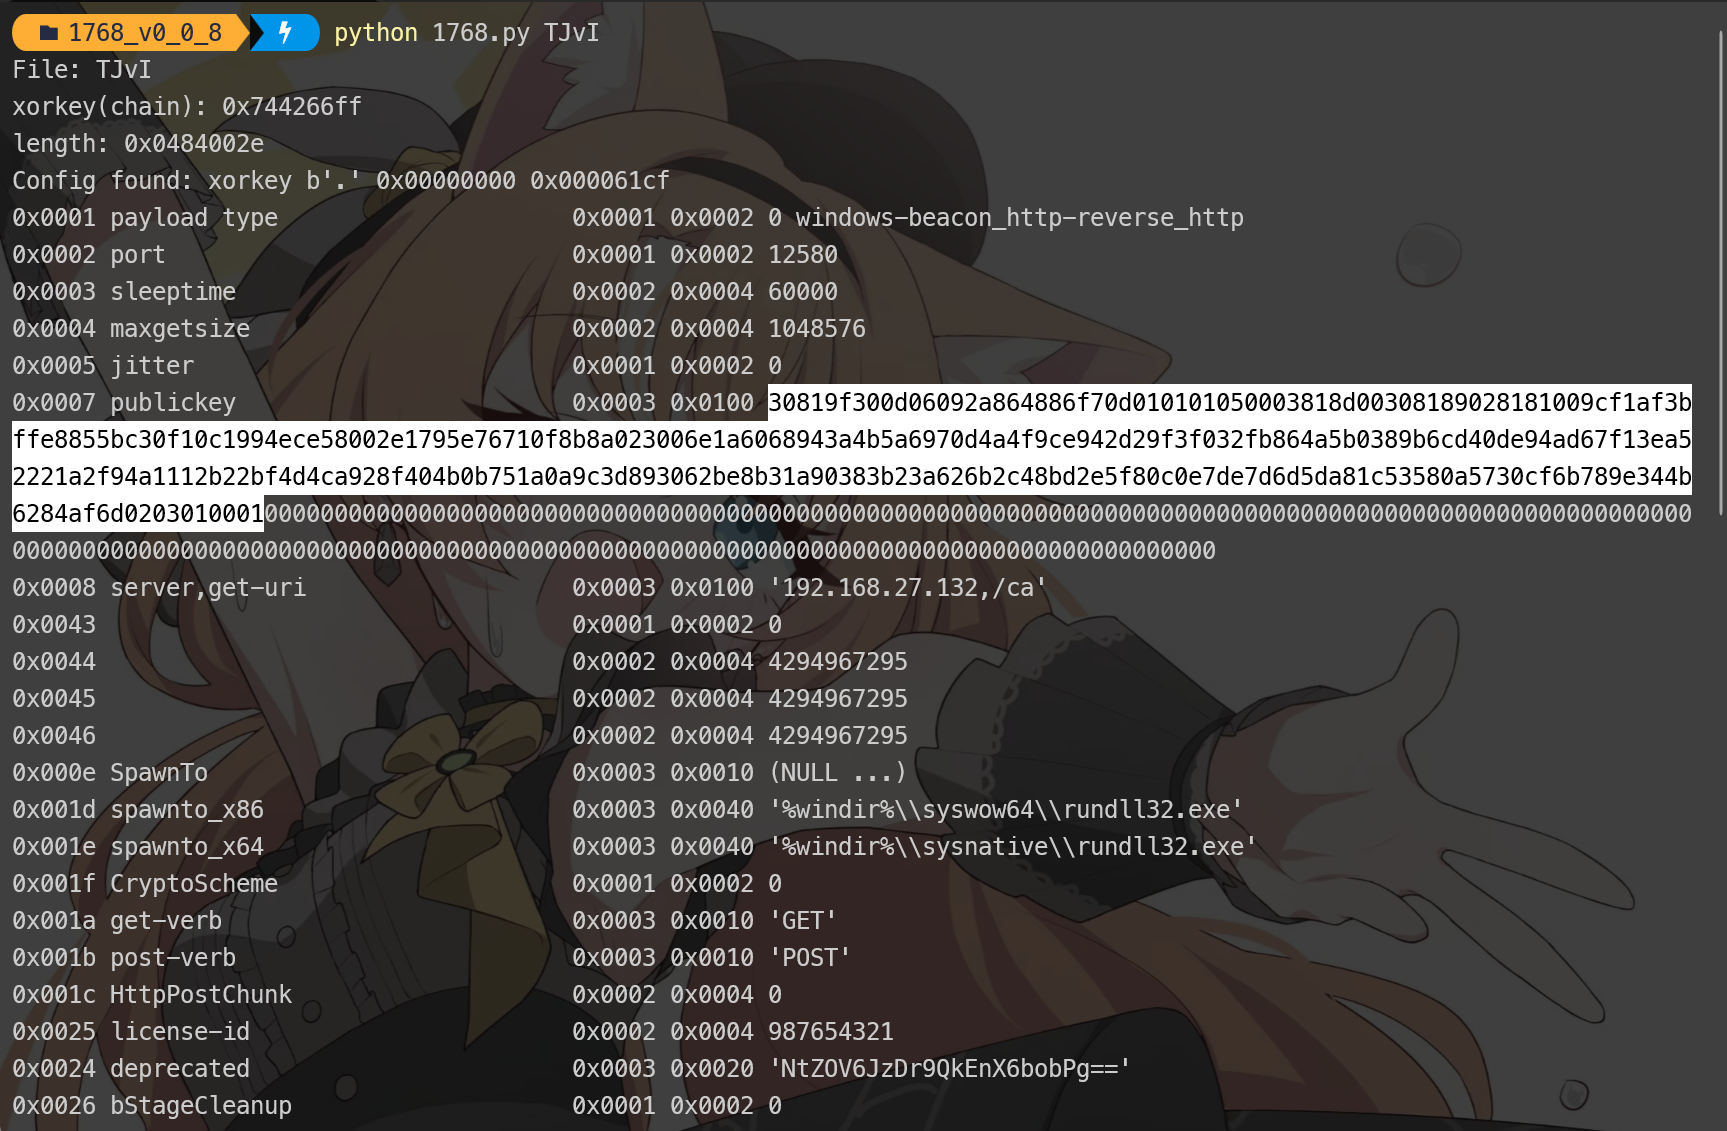 1768_v0_0_8 python 1768.py TJvI
File: TJvI
xorkey(chain): 0x744266ff
length: 0x0484002e
Config found: xorkey b'.' 0x00000000 0x000061cf
0x0001 payload type 0x0001 0x0002 0 windows-beacon_http-reverse_http
0x0002 port 0x0001 0x0002 12580
0x0003 sleeptime 0x0002 0x0004 60000
0x0004 maxgetsize 0x0002 0x0004 1048576
0x0005 jitter 0x0001 0x0002 0
0x0007 publickey 0x0003 0x0100 30819f300d06092a864886f70d010101050003818d00308189028181009cf1af3b
ffe8855bc30f10c1994ece58002e1795e76710f8b8a023006e1a6068943a4b5a6970d4a4f9ce942d29f3f032fb864a5b0389b6cd40de94ad67f13ea5
2221a2f94a1112b22bf4d4ca928f404b0b751a0a9c3d893062be8b31a90383b23a626b2c48bd2e5f80c0e7de7d6d5da81c53580a5730cf6b789e344b
6284af6d0203010001000000000000000000000000000000000000000000000000000000000000000000000000000000000000000000000000000000
00000000000000000000000000000000000000000000000000000000000000000000000000000000000000
0x0008 server,get-uri 0x0003 0x0100 '192.168.27.132,/ca'
0x0043 0x0001 0x0002 0
0x0044 0x0002 0x0004 4294967295
0x0045 0x0002 0x0004 4294967295
0x0046 0x0002 0x0004 4294967295
0x000e SpawnTo 0x0003 0x0010 (NULL ...)
0x001d spawnto_x86 0x0003 0x0040 '%windir%\\syswow64\\rundll32.exe'
0x001e spawnto_x64 0x0003 0x0040 '%windir%\\sysnative\\rundll32.exe'
0x001f CryptoScheme 0x0001 0x0002 0
0x001a get-verb 0x0003 0x0010 'GET'
0x001b post-verb 0x0003 0x0010 'POST'
0x001c HttpPostChunk 0x0002 0x0004 0
0x0025 license-id 0x0002 0x0004 987654321
0x0024 deprecated 0x0003 0x0020 'NtZOV6JzDr9QkEnX6bobPg=='
0x0026 bStageCleanup 0x0001 0x0002 0